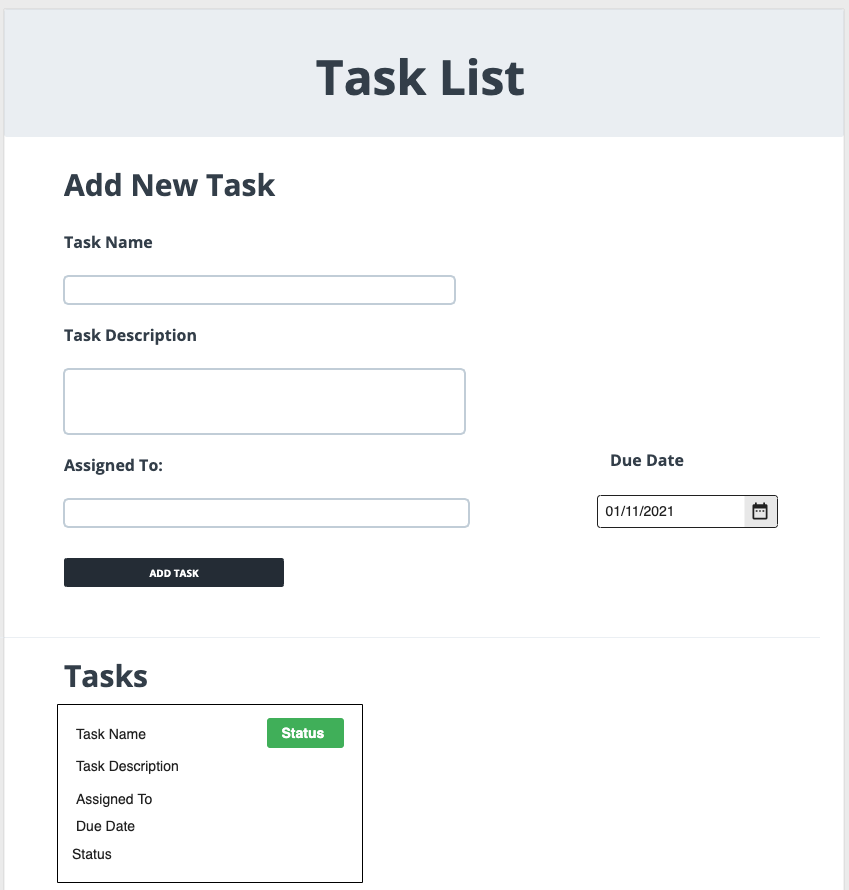 Task List
Add New Task
Task Name
Task Description
Assigned To:
Due Date
01/11/2021
ADD TASK
Tasks
Task Name
Status
Task Description
Assigned To
Due Date
Status